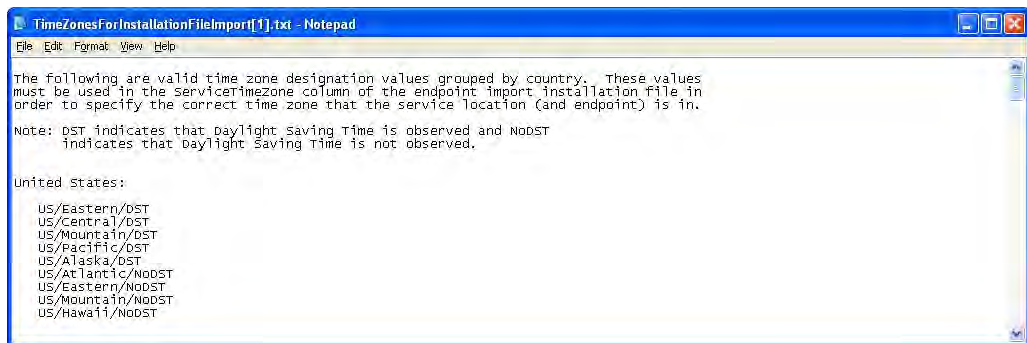 TimeZonesForInstallationFileImport[1].txt - Notepad
File Edit Format View Help
The following are valid time zone designation values grouped by country. These values
must be used in the ServiceTimeZone column of the endpoint import installation file in
order to specify the correct time zone that the service location (and endpoint) is in.
Note: DST indicates that Daylight Saving Time is observed and NoDST
indicates that Daylight Saving Time is not observed.
United States:
US/Eastern/DST
US/Central/DST
US/Mountain/DST
US/Pacific/DST
US/Alaska/DST
US/Atlantic/NoDST
US/Eastern/NoDST
US/Mountain/NoDST
US/Hawaii/NoDST